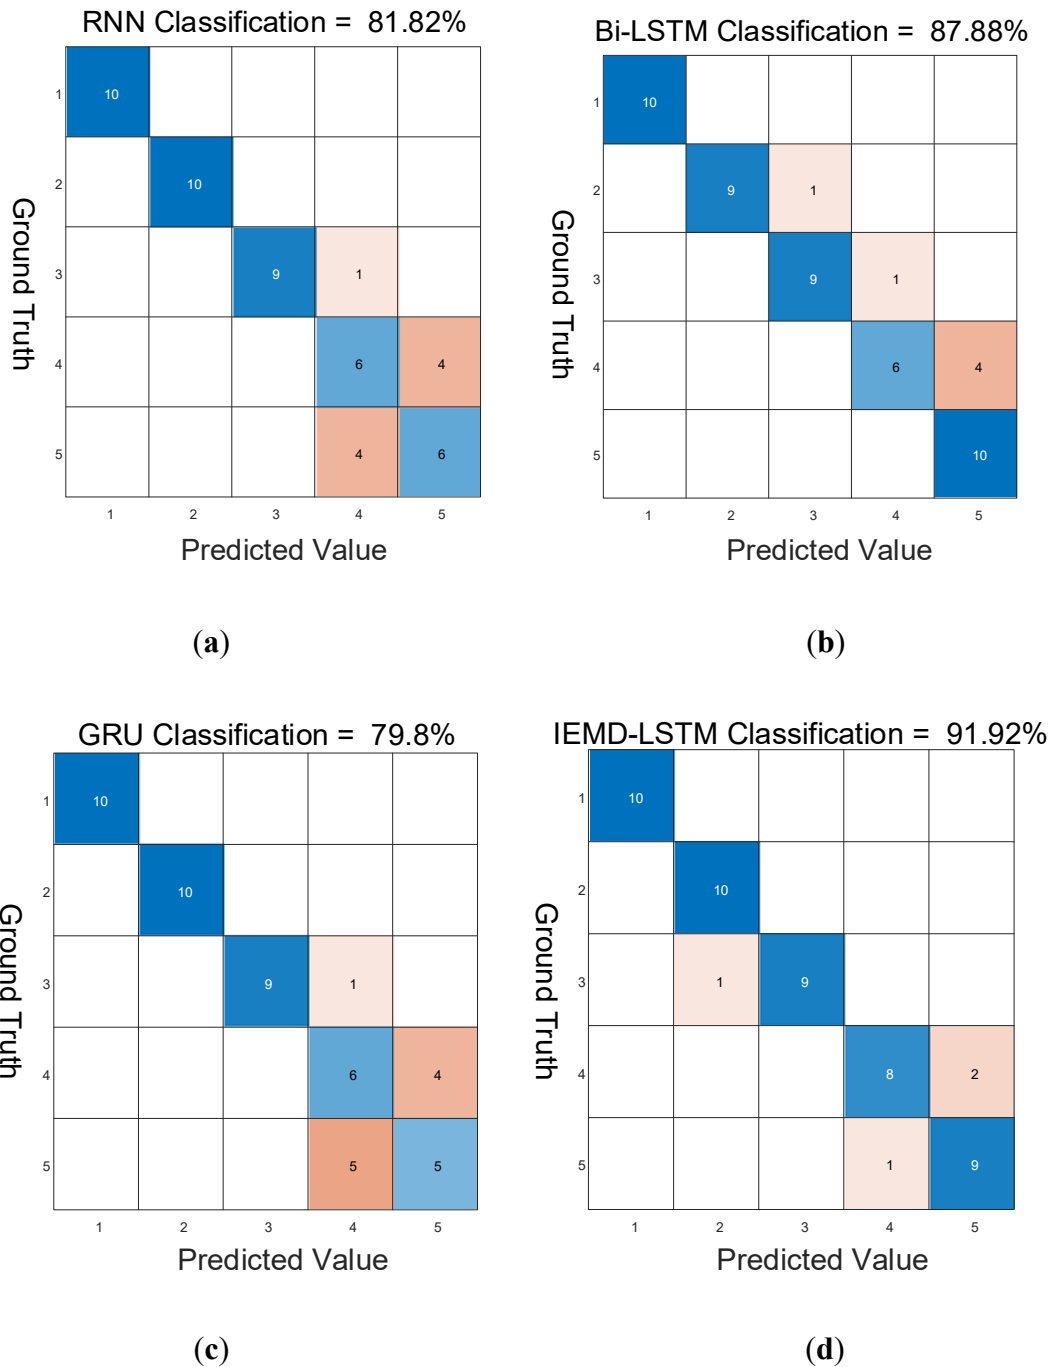 RNN Classification = 81.82%
1 10
2 10
3 9 1
4 6 4
5 4 6
1 2 3 4 5
Ground Truth
Predicted Value
(a)
Bi-LSTM Classification = 87.88%
1 10
2 9 1
3 9 1
4 6 4
5 10
1 2 3 4 5
Ground Truth
Predicted Value
(b)
GRU Classification = 79.8%
1 10
2 10
3 9 1
4 6 4
5 5 5
1 2 3 4 5
Ground Truth
Predicted Value
(c)
IEMD-LSTM Classification = 91.92%
1 10
2 10
3 1 9
4 8 2
5 1 9
1 2 3 4 5
Ground Truth
Predicted Value
(d)